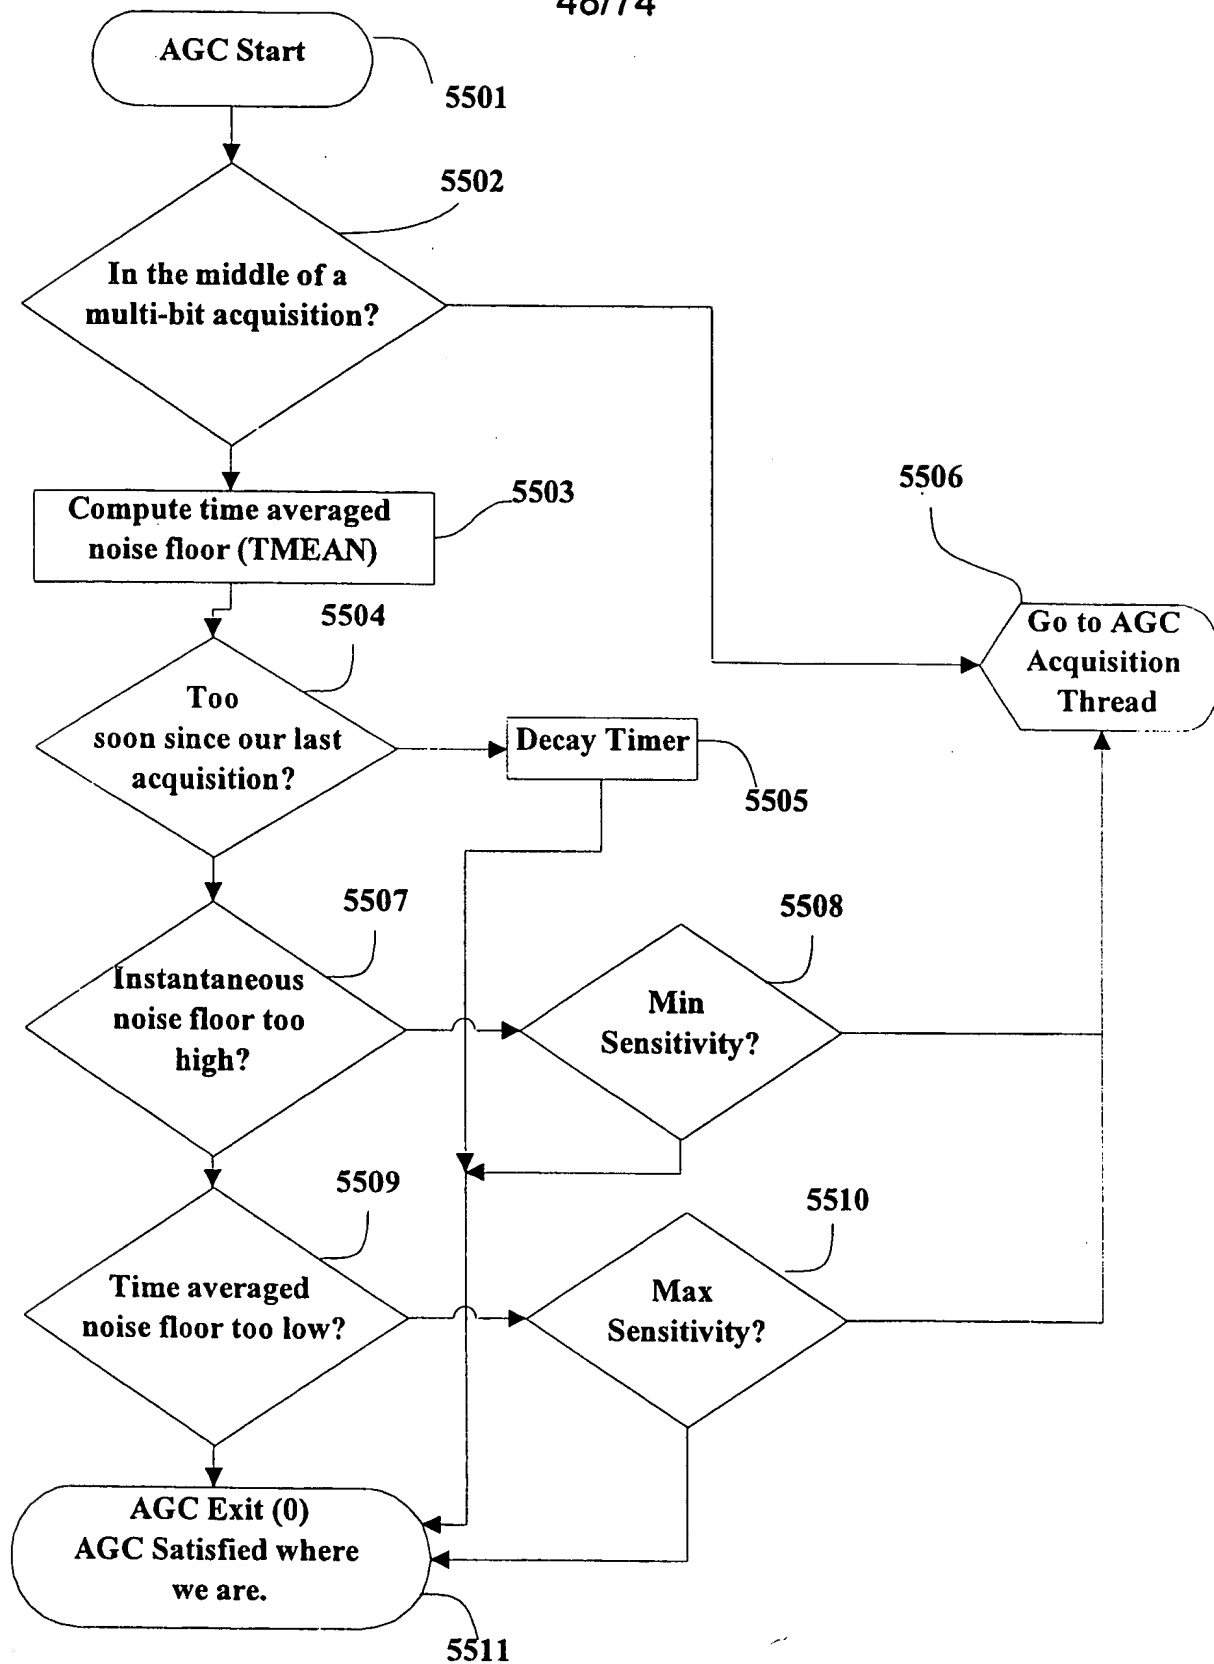 48/74
AGC Start
5501
5502
In the middle of a
multi-bit acquisition?
5503
Compute time averaged
noise floor (TMEAN)
5506
5504
Go to AGC
Acquisition
Thread
Too
soon since our last
acquisition?
Decay Timer
5505
5507
5508
Instantaneous
noise floor too
high?
Min
Sensitivity?
5509
5510
Time averaged
noise floor too low?
Max
Sensitivity?
AGC Exit (0)
AGC Satisfied where
we are.
5511